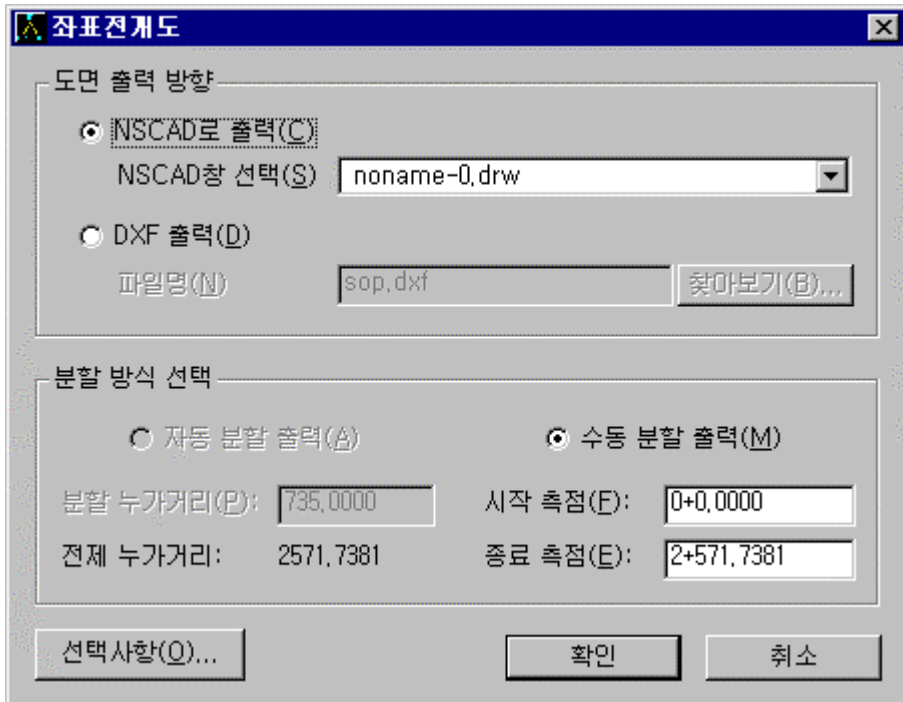 좌표전개도
도면 출력 방향
NSCAD로 출력(C)
NSCAD창 선택(S) noname-0,drw
DXF 출력(D)
파일명(N) sop,dxf 찾아보기(B)...
분할 방식 선택
자동 분할 출력(A) 수동 분할 출력(M)
분할 누가거리(P): 735,0000 시작 측점(F): 0+0,0000
전체 누가거리: 2571,7381 종료 측점(E): 2+571,7381
선택사항(O)... 확인 취소